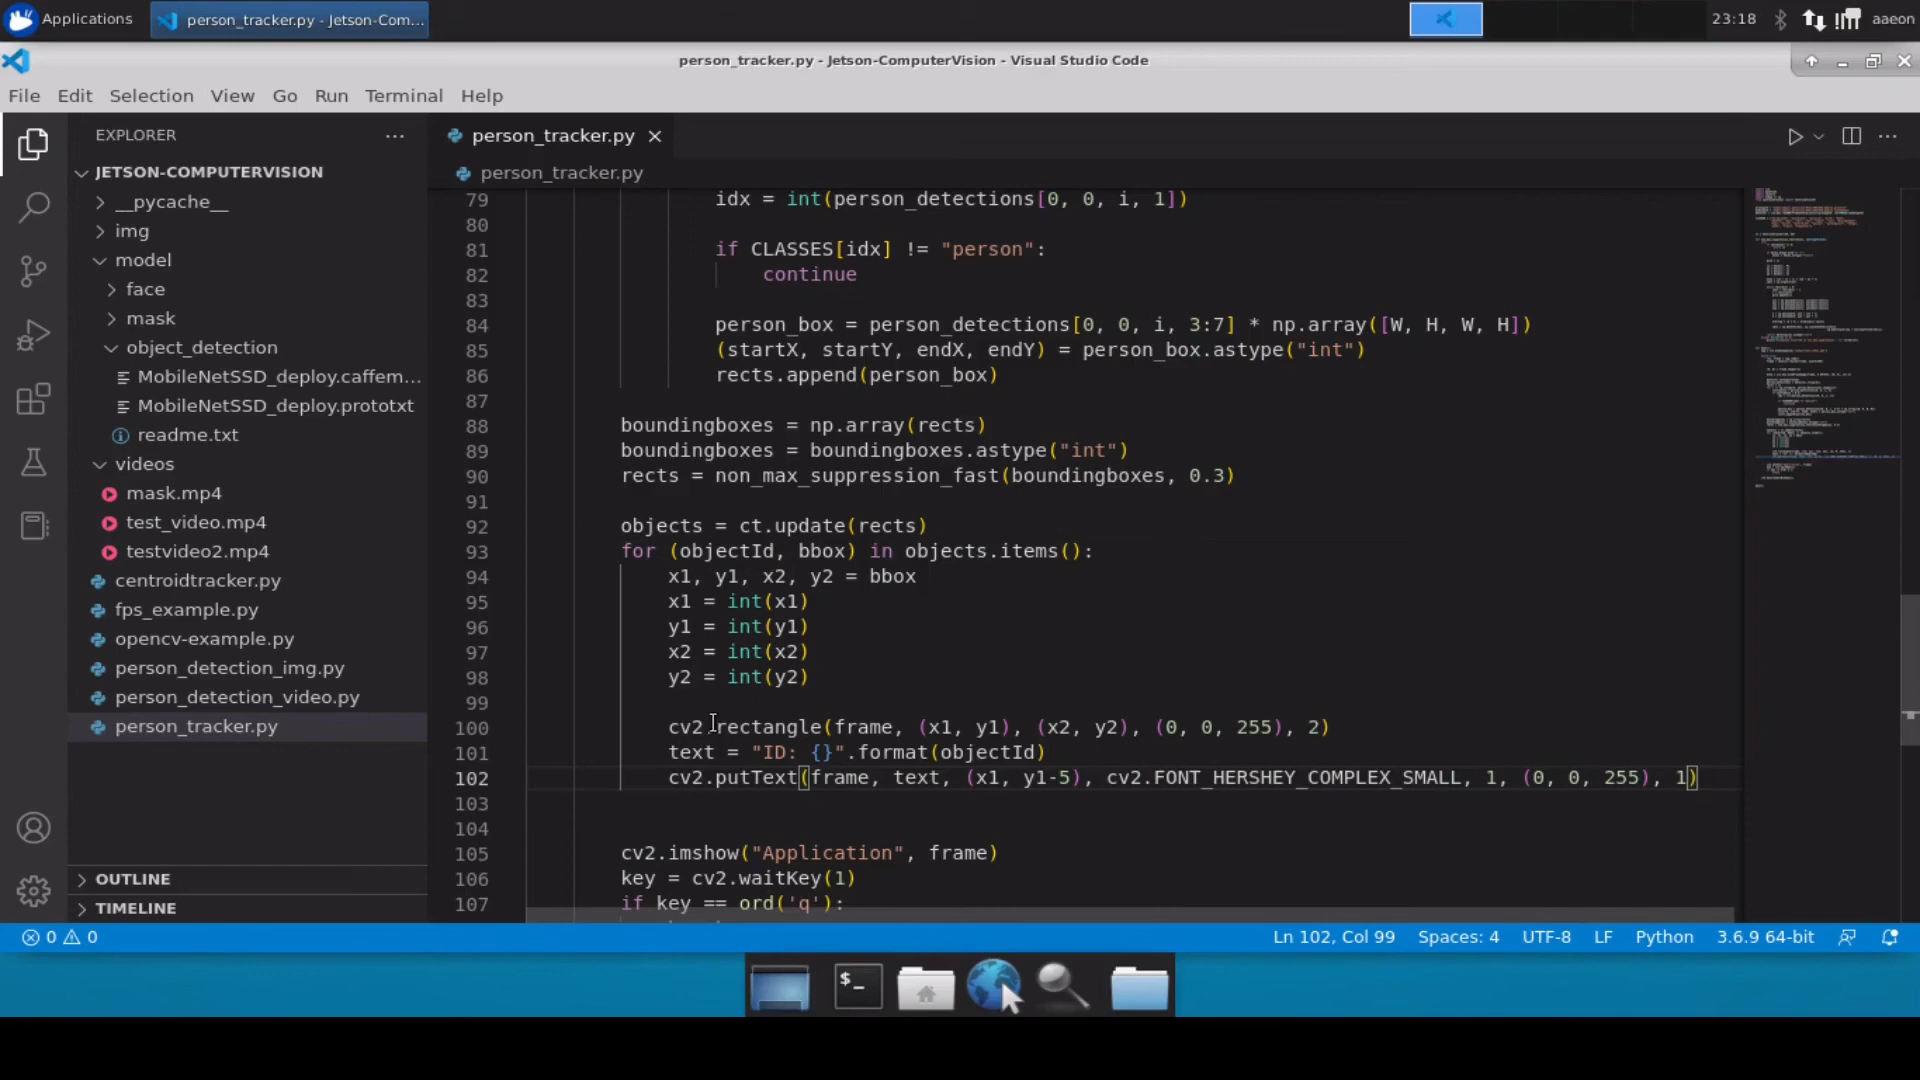 Applications
person_tracker.py - Jetson-Com...
23:18
aaeon
person_tracker.py - Jetson-ComputerVision - Visual Studio Code
File Edit Selection View Go Run Terminal Help
EXPLORER
JETSON-COMPUTERVISION
__pycache__
img
model
face
mask
object_detection
MobileNetSSD_deploy.caffem...
MobileNetSSD_deploy.prototxt
readme.txt
videos
mask.mp4
test_video.mp4
testvideo2.mp4
centroidtracker.py
fps_example.py
opencv-example.py
person_detection_img.py
person_detection_video.py
person_tracker.py
OUTLINE
TIMELINE
person_tracker.py
person_tracker.py
79 idx = int(person_detections[0, 0, i, 1])
80
81 if CLASSES[idx] != "person":
82 continue
83
84 person_box = person_detections[0, 0, i, 3:7] * np.array([W, H, W, H])
85 (startX, startY, endX, endY) = person_box.astype("int")
86 rects.append(person_box)
87
88 boundingboxes = np.array(rects)
89 boundingboxes = boundingboxes.astype("int")
90 rects = non_max_suppression_fast(boundingboxes, 0.3)
91
92 objects = ct.update(rects)
93 for (objectId, bbox) in objects.items():
94 x1, y1, x2, y2 = bbox
95 x1 = int(x1)
96 y1 = int(y1)
97 x2 = int(x2)
98 y2 = int(y2)
99
100 cv2.rectangle(frame, (x1, y1), (x2, y2), (0, 0, 255), 2)
101 text = "ID: {}".format(objectId)
102 cv2.putText(frame, text, (x1, y1-5), cv2.FONT_HERSHEY_COMPLEX_SMALL, 1, (0, 0, 255), 1)
103
104
105 cv2.imshow("Application", frame)
106 key = cv2.waitKey(1)
107 if key == ord('q'):
0 0
Ln 102, Col 99 Spaces: 4 UTF-8 LF Python 3.6.9 64-bit
$_